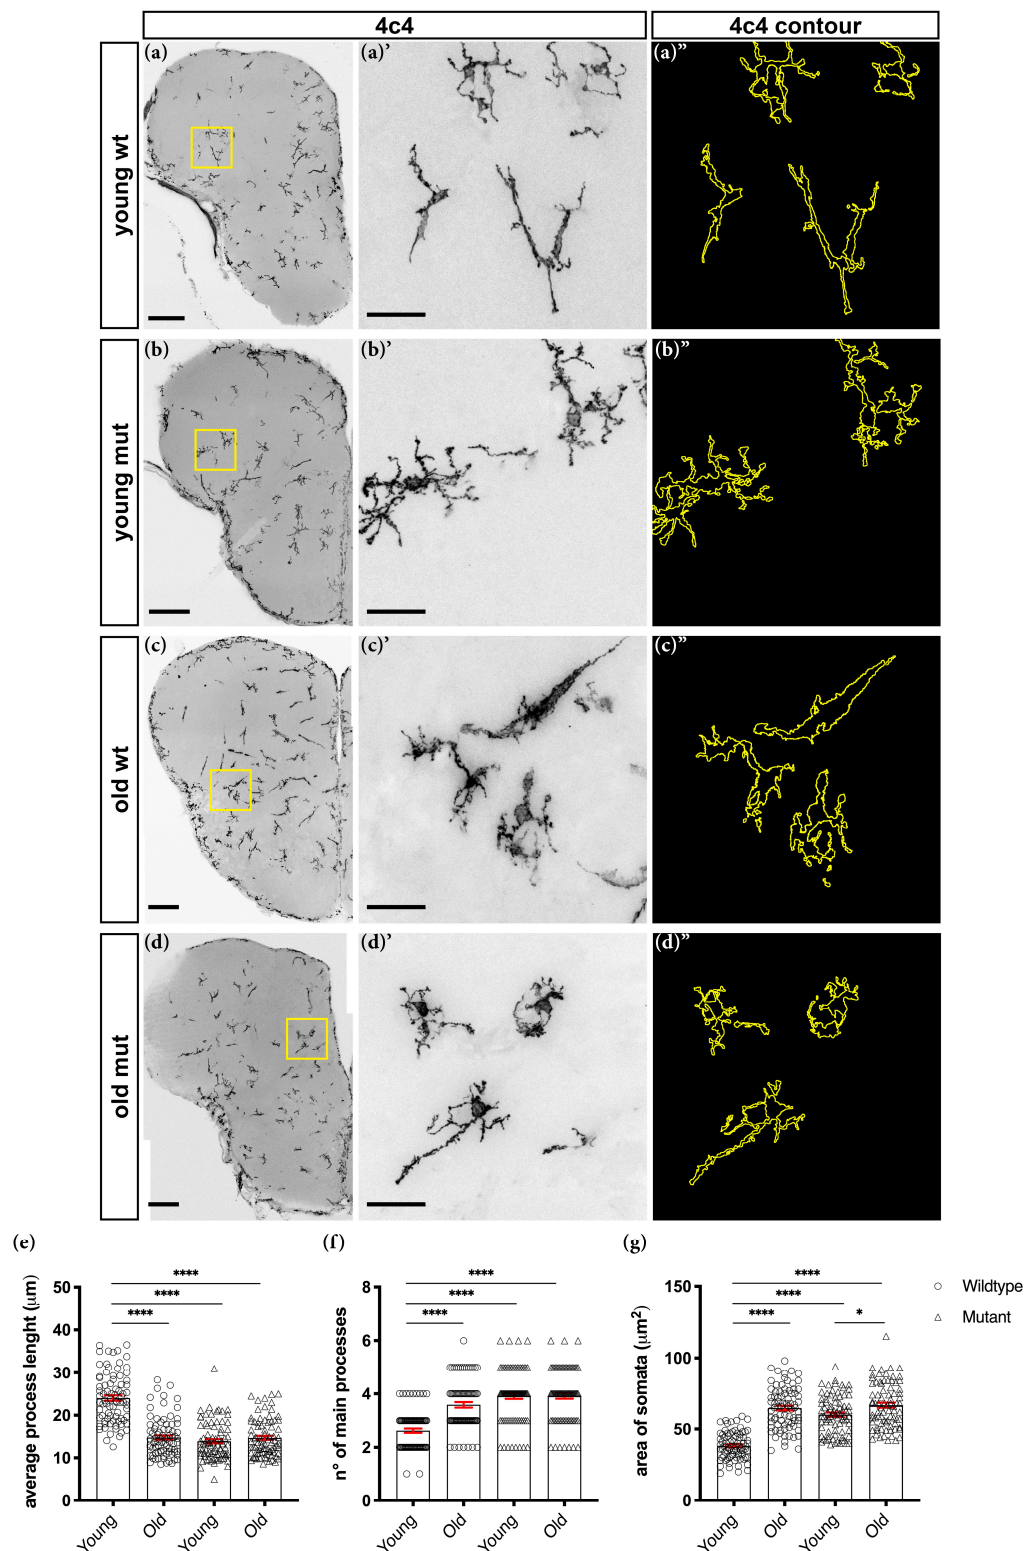 4c4 4c4 contour
young wt
(a) (a)’ (a)”
young mut
(b) (b)’ (b)”
old wt
(c) (c)’ (c)”
old mut
(d) (d)’ (d)”
(e) (f) (g)
average process lenght (μm)
50
40
30
20
10
0
****
****
****
Young Old Young Old
n° of main processes
8
6
4
2
0
****
****
****
Young Old Young Old
area of somata (μm²)
150
100
50
0
****
****
**** *
Young Old Young Old
Wildtype
Mutant